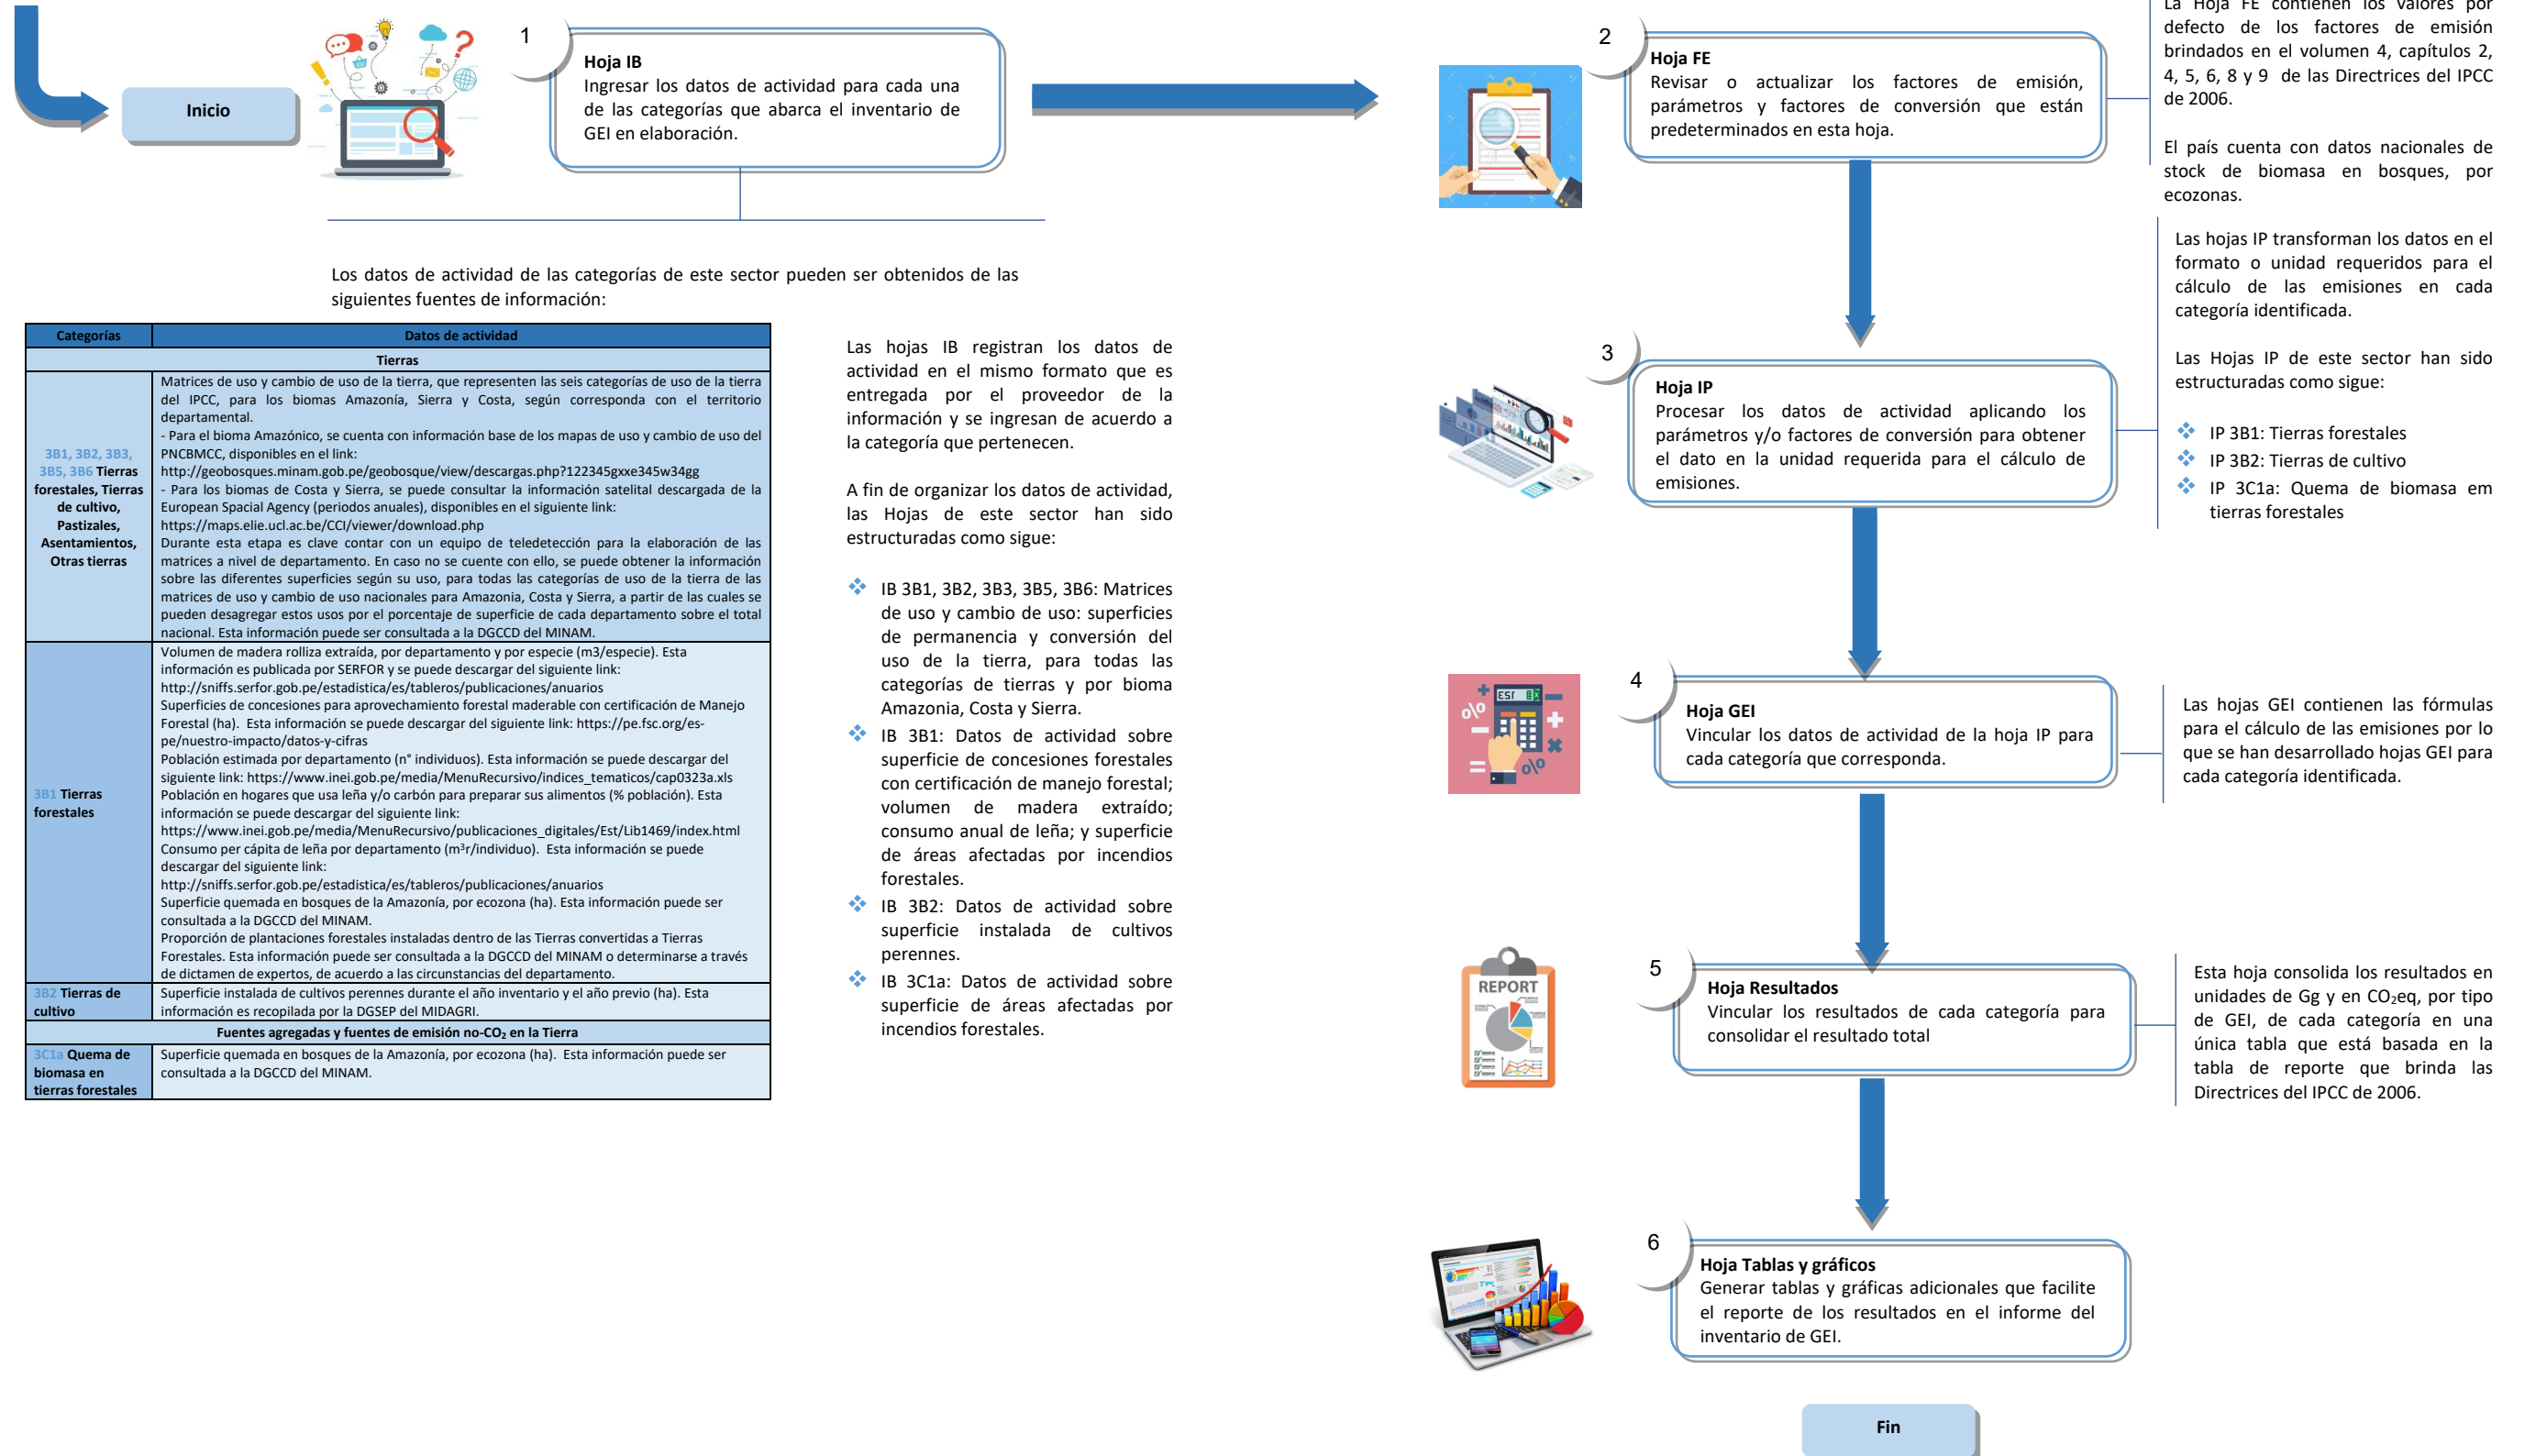 Inicio
1
Hoja IB
Ingresar los datos de actividad para cada una
de las categorías que abarca el inventario de
GEI en elaboración.
Los datos de actividad de las categorías de este sector pueden ser obtenidos de las
siguientes fuentes de información:
Categorías Datos de actividad
Tierras
3B1, 3B2, 3B3,
3B5, 3B6 Tierras
forestales, Tierras
de cultivo,
Pastizales,
Asentamientos,
Otras tierras
Matrices de uso y cambio de uso de la tierra, que representen las seis categorías de uso de la tierra
del IPCC, para los biomas Amazonía, Sierra y Costa, según corresponda con el territorio
departamental.
- Para el bioma Amazónico, se cuenta con información base de los mapas de uso y cambio de uso del
PNCBMCC, disponibles en el link:
http://geobosques.minam.gob.pe/geobosque/view/descargas.php?122345gxxe345w34gg
- Para los biomas de Costa y Sierra, se puede consultar la información satelital descargada de la
European Spacial Agency (periodos anuales), disponibles en el siguiente link:
https://maps.elie.ucl.ac.be/CCI/viewer/download.php
Durante esta etapa es clave contar con un equipo de teledetección para la elaboración de las
matrices a nivel de departamento. En caso no se cuente con ello, se puede obtener la información
sobre las diferentes superficies según su uso, para todas las categorías de uso de la tierra de las
matrices de uso y cambio de uso nacionales para Amazonia, Costa y Sierra, a partir de las cuales se
pueden desagregar estos usos por el porcentaje de superficie de cada departamento sobre el total
nacional. Esta información puede ser consultada a la DGCCD del MINAM.
3B1 Tierras
forestales
Volumen de madera rolliza extraída, por departamento y por especie (m3/especie). Esta
información es publicada por SERFOR y se puede descargar del siguiente link:
http://sniffs.serfor.gob.pe/estadistica/es/tableros/publicaciones/anuarios
Superficies de concesiones para aprovechamiento forestal maderable con certificación de Manejo
Forestal (ha). Esta información se puede descargar del siguiente link: https://pe.fsc.org/es-
pe/nuestro-impacto/datos-y-cifras
Población estimada por departamento (n° individuos). Esta información se puede descargar del
siguiente link: https://www.inei.gob.pe/media/MenuRecursivo/indices_tematicos/cap0323a.xls
Población en hogares que usa leña y/o carbón para preparar sus alimentos (% población). Esta
información se puede descargar del siguiente link:
https://www.inei.gob.pe/media/MenuRecursivo/publicaciones_digitales/Est/Lib1469/index.html
Consumo per cápita de leña por departamento (m³r/individuo). Esta información se puede
descargar del siguiente link:
http://sniffs.serfor.gob.pe/estadistica/es/tableros/publicaciones/anuarios
Superficie quemada en bosques de la Amazonía, por ecozona (ha). Esta información puede ser
consultada a la DGCCD del MINAM.
Proporción de plantaciones forestales instaladas dentro de las Tierras convertidas a Tierras
Forestales. Esta información puede ser consultada a la DGCCD del MINAM o determinarse a través
de dictamen de expertos, de acuerdo a las circunstancias del departamento.
3B2 Tierras de
cultivo
Superficie instalada de cultivos perennes durante el año inventario y el año previo (ha). Esta
información es recopilada por la DGSEP del MIDAGRI.
Fuentes agregadas y fuentes de emisión no-CO₂ en la Tierra
3C1a Quema de
biomasa en
tierras forestales
Superficie quemada en bosques de la Amazonía, por ecozona (ha). Esta información puede ser
consultada a la DGCCD del MINAM.
Las hojas IB registran los datos de
actividad en el mismo formato que es
entregada por el proveedor de la
información y se ingresan de acuerdo a
la categoría que pertenecen.
A fin de organizar los datos de actividad,
las Hojas de este sector han sido
estructuradas como sigue:
❖ IB 3B1, 3B2, 3B3, 3B5, 3B6: Matrices
de uso y cambio de uso: superficies
de permanencia y conversión del
uso de la tierra, para todas las
categorías de tierras y por bioma
Amazonia, Costa y Sierra.
❖ IB 3B1: Datos de actividad sobre
superficie de concesiones forestales
con certificación de manejo forestal;
volumen de madera extraído;
consumo anual de leña; y superficie
de áreas afectadas por incendios
forestales.
❖ IB 3B2: Datos de actividad sobre
superficie instalada de cultivos
perennes.
❖ IB 3C1a: Datos de actividad sobre
superficie de áreas afectadas por
incendios forestales.
2
Hoja FE
Revisar o actualizar los factores de emisión,
parámetros y factores de conversión que están
predeterminados en esta hoja.
La Hoja FE contienen los valores por
defecto de los factores de emisión
brindados en el volumen 4, capítulos 2,
4, 5, 6, 8 y 9 de las Directrices del IPCC
de 2006.
El país cuenta con datos nacionales de
stock de biomasa en bosques, por
ecozonas.
3
Hoja IP
Procesar los datos de actividad aplicando los
parámetros y/o factores de conversión para obtener
el dato en la unidad requerida para el cálculo de
emisiones.
Las hojas IP transforman los datos en el
formato o unidad requeridos para el
cálculo de las emisiones en cada
categoría identificada.
Las Hojas IP de este sector han sido
estructuradas como sigue:
❖ IP 3B1: Tierras forestales
❖ IP 3B2: Tierras de cultivo
❖ IP 3C1a: Quema de biomasa em
tierras forestales
4
Hoja GEI
Vincular los datos de actividad de la hoja IP para
cada categoría que corresponda.
Las hojas GEI contienen las fórmulas
para el cálculo de las emisiones por lo
que se han desarrollado hojas GEI para
cada categoría identificada.
REPORT
5
Hoja Resultados
Vincular los resultados de cada categoría para
consolidar el resultado total
Esta hoja consolida los resultados en
unidades de Gg y en CO₂eq, por tipo
de GEI, de cada categoría en una
única tabla que está basada en la
tabla de reporte que brinda las
Directrices del IPCC de 2006.
6
Hoja Tablas y gráficos
Generar tablas y gráficas adicionales que facilite
el reporte de los resultados en el informe del
inventario de GEI.
Fin